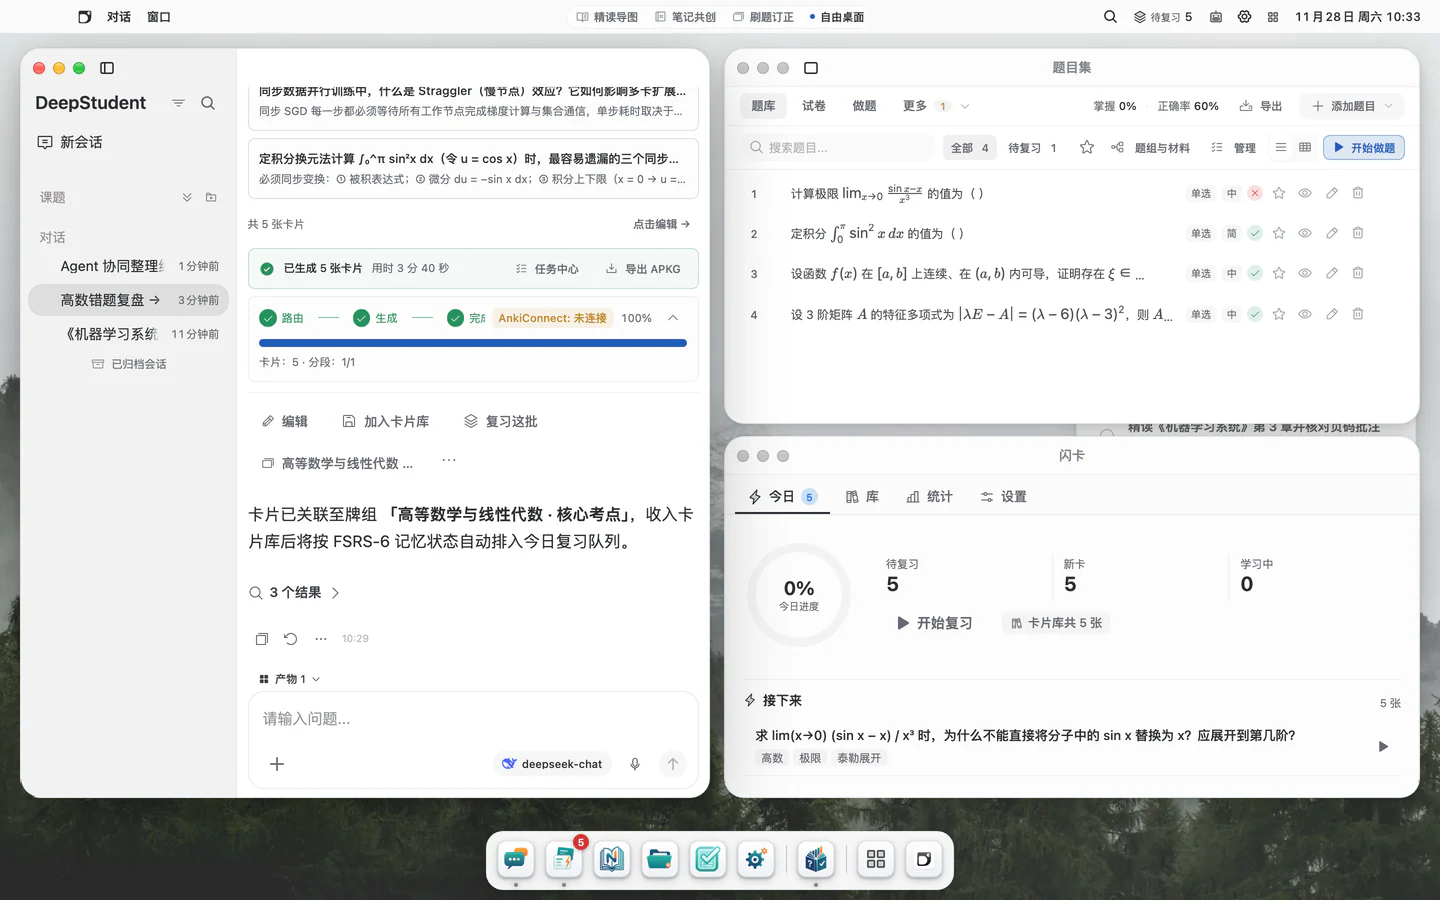 对话 窗口
精读导图 笔记共创 刷题订正 自由桌面
待复习 5
11月28日 周六 10:33
DeepStudent
新会话
课题
对话
Agent 协同整理 1分钟前
高数错题复盘 → 3分钟前
《机器学习系统 11分钟前
已归档会话
同步数据并行训练中，什么是 Straggler（慢节点）效应？它如何影响多卡扩展...
同步 SGD 每一步都必须等待所有工作节点完成梯度计算与集合通信，单步耗时取决于...
定积分换元法计算 ∫₀^π sin²x dx（令 u = cos x）时，最容易遗漏的三个同步...
必须同步变换：① 被积表达式；② 微分 du = −sin x dx；③ 积分上下限（x = 0 → u =...
共 5 张卡片 点击编辑 →
已生成 5 张卡片 用时 3 分 40 秒 任务中心 导出 APKG
路由 生成 完成 AnkiConnect: 未连接 100%
卡片：5 · 分段：1/1
编辑 加入卡片库 复习这批
高等数学与线性代数 ... ...
卡片已关联至牌组 「高等数学与线性代数 · 核心考点」，收入卡
片库后将按 FSRS-6 记忆状态自动排入今日复习队列。
3 个结果
10:29
产物 1
请输入问题...
deepseek-chat
题目集
题库 试卷 做题 更多 1 掌握 0% 正确率 60% 导出 添加题目
搜索题目... 全部 4 待复习 1 题组与材料 管理 开始做题
1 计算极限 lim_{x→0} \frac{sin x−x}{x³} 的值为（ ） 单选 中
2 定积分 ∫₀^π sin² x dx 的值为（ ） 单选 简
3 设函数 f(x) 在 [a, b] 上连续、在 (a, b) 内可导，证明存在 ξ ∈ ... 单选 中
4 设 3 阶矩阵 A 的特征多项式为 |λE − A| = (λ − 6)(λ − 3)²，则 A... 单选 中
精读《机器学习系统》第 3 章并核对页码批注
闪卡
今日 5 库 统计 设置
0%
今日进度
待复习 新卡 学习中
5 5 0
开始复习 卡片库共 5 张
接下来 5 张
求 lim(x→0) (sin x − x) / x³ 时，为什么不能直接将分子中的 sin x 替换为 x？应展开到第几阶？
高数 极限 泰勒展开
5